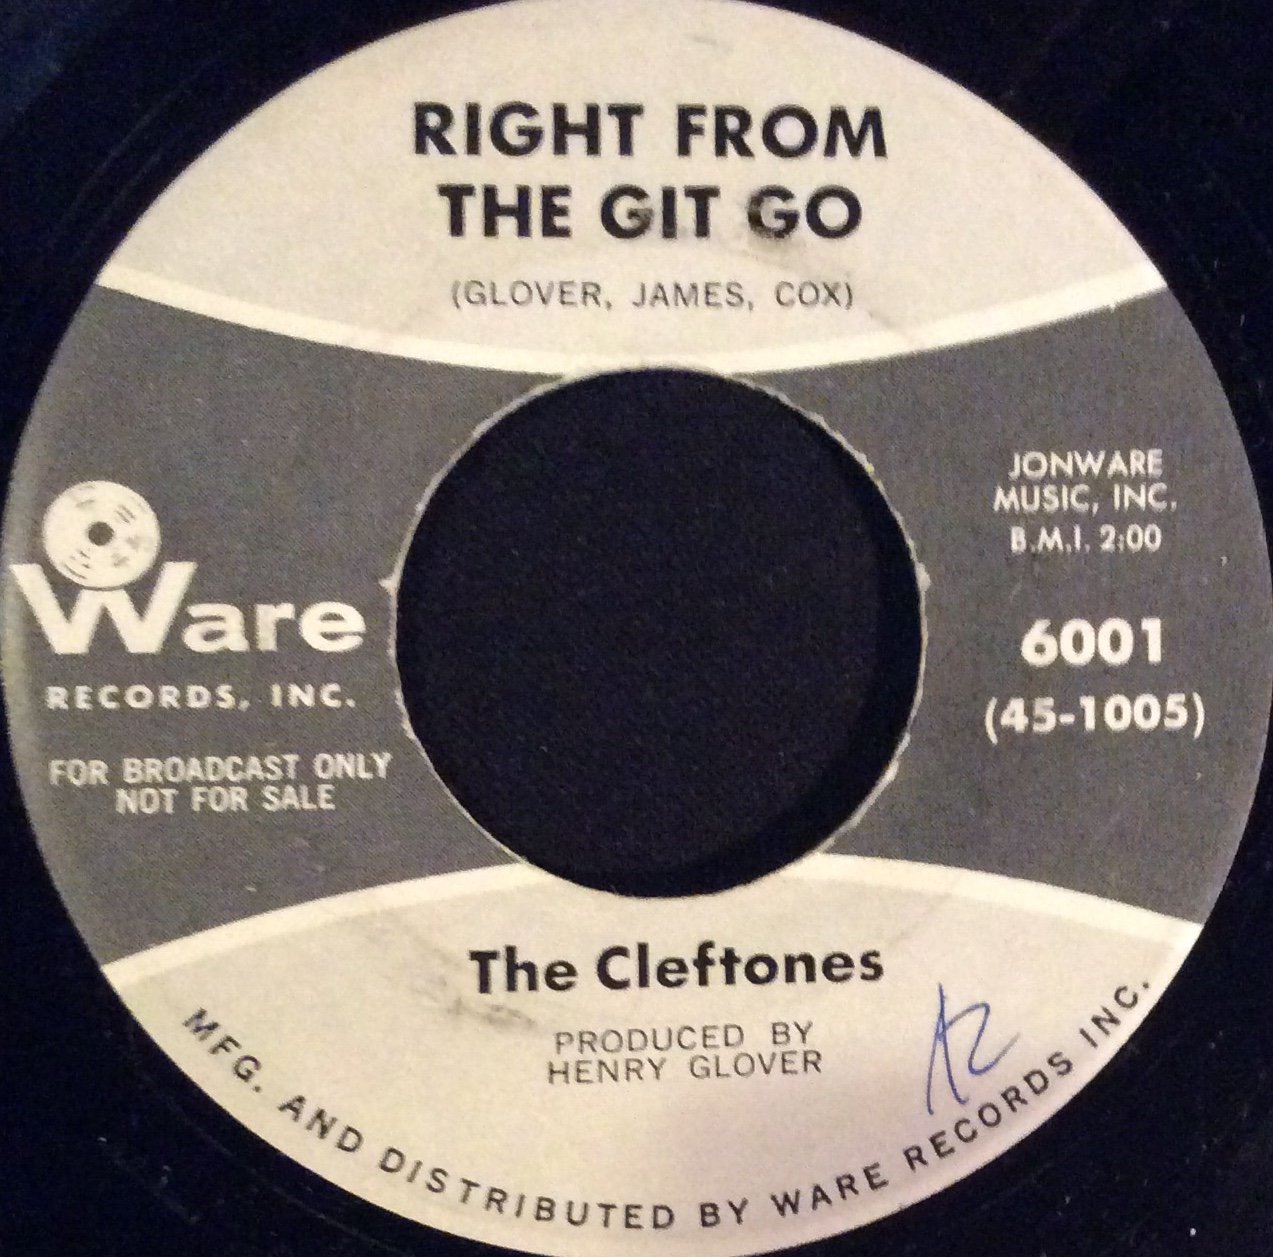 RIGHT FROM
THE GIT GO
(GLOVER, JAMES, COX)
JONWARE
MUSIC, INC.
B.M.I. 2:00
6001
(45-1005)
Ware
RECORDS, INC.
FOR BROADCAST ONLY
NOT FOR SALE
The Cleftones
PRODUCED BY
HENRY GLOVER
MFG. AND DISTRIBUTED BY WARE RECORDS INC.